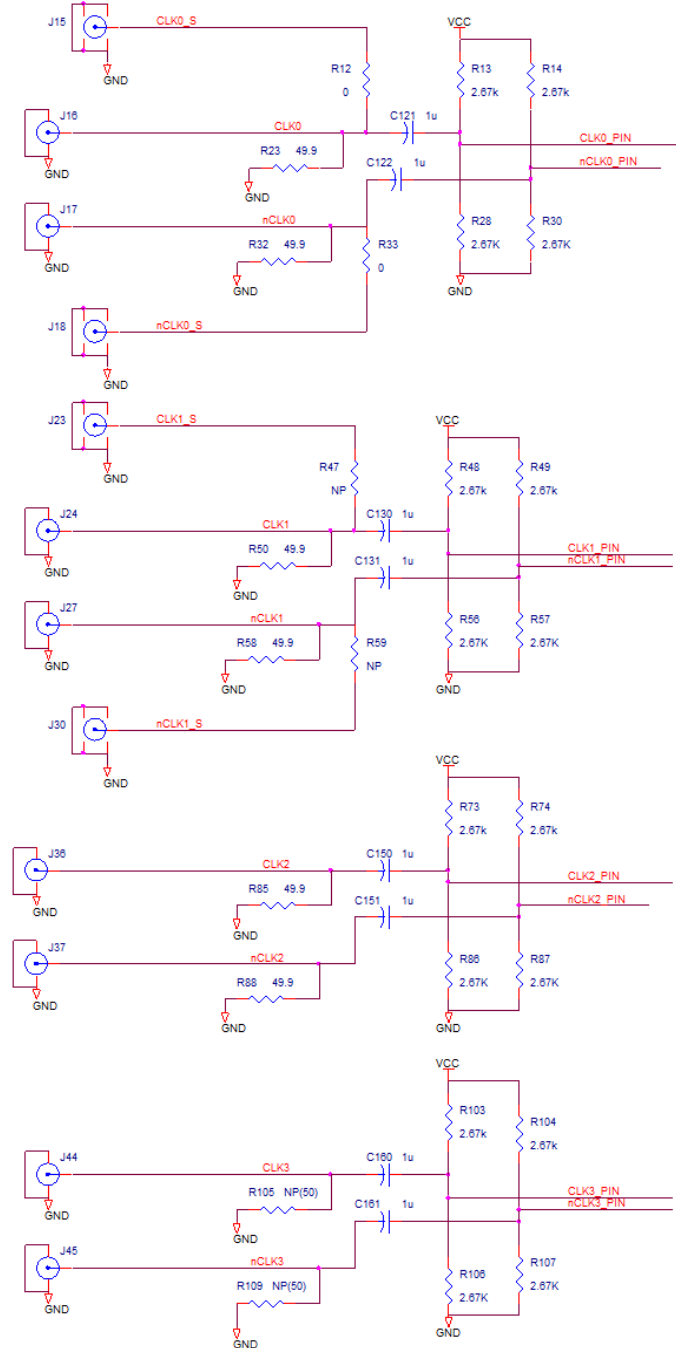 J15
CLK0_S
GND
VCC
R12
0
R13
2.67k
R14
2.67k
J16
CLK0
C121 1u
GND
R23 49.9
GND
CLK0_PIN
C122 1u
nCLK0_PIN
J17
nCLK0
GND
R32 49.9
GND
R33
0
R28
2.67K
R30
2.67K
GND
J18
nCLK0_S
GND
J23
CLK1_S
GND
VCC
R47
NP
R48
2.67k
R49
2.67k
J24
CLK1
C130 1u
GND
R50 49.9
GND
CLK1_PIN
C131 1u
nCLK1_PIN
J27
nCLK1
GND
R58 49.9
GND
R59
NP
R56
2.67K
R57
2.67K
GND
J30
nCLK1_S
GND
VCC
R73
2.67k
R74
2.67k
J36
CLK2
C150 1u
GND
R85 49.9
GND
CLK2_PIN
C151 1u
nCLK2_PIN
J37
nCLK2
GND
R88 49.9
GND
R86
2.67K
R87
2.67K
GND
VCC
R103
2.67k
R104
2.67k
J44
CLK3
C160 1u
GND
R105 NP(50)
GND
CLK3_PIN
C161 1u
nCLK3_PIN
J45
nCLK3
GND
R109 NP(50)
GND
R106
2.67K
R107
2.67K
GND